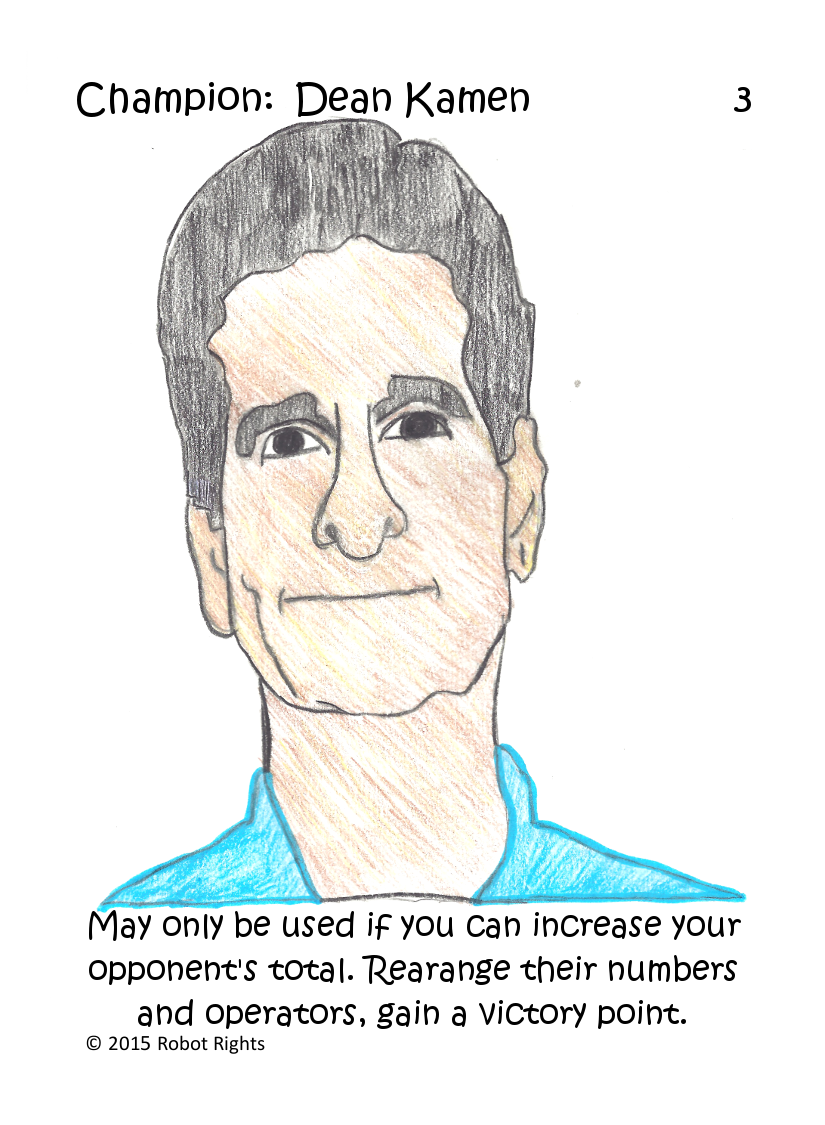 Champion: Dean Kamen 3
May only be used if you can increase your
opponent's total. Rearange their numbers
and operators, gain a victory point.
© 2015 Robot Rights